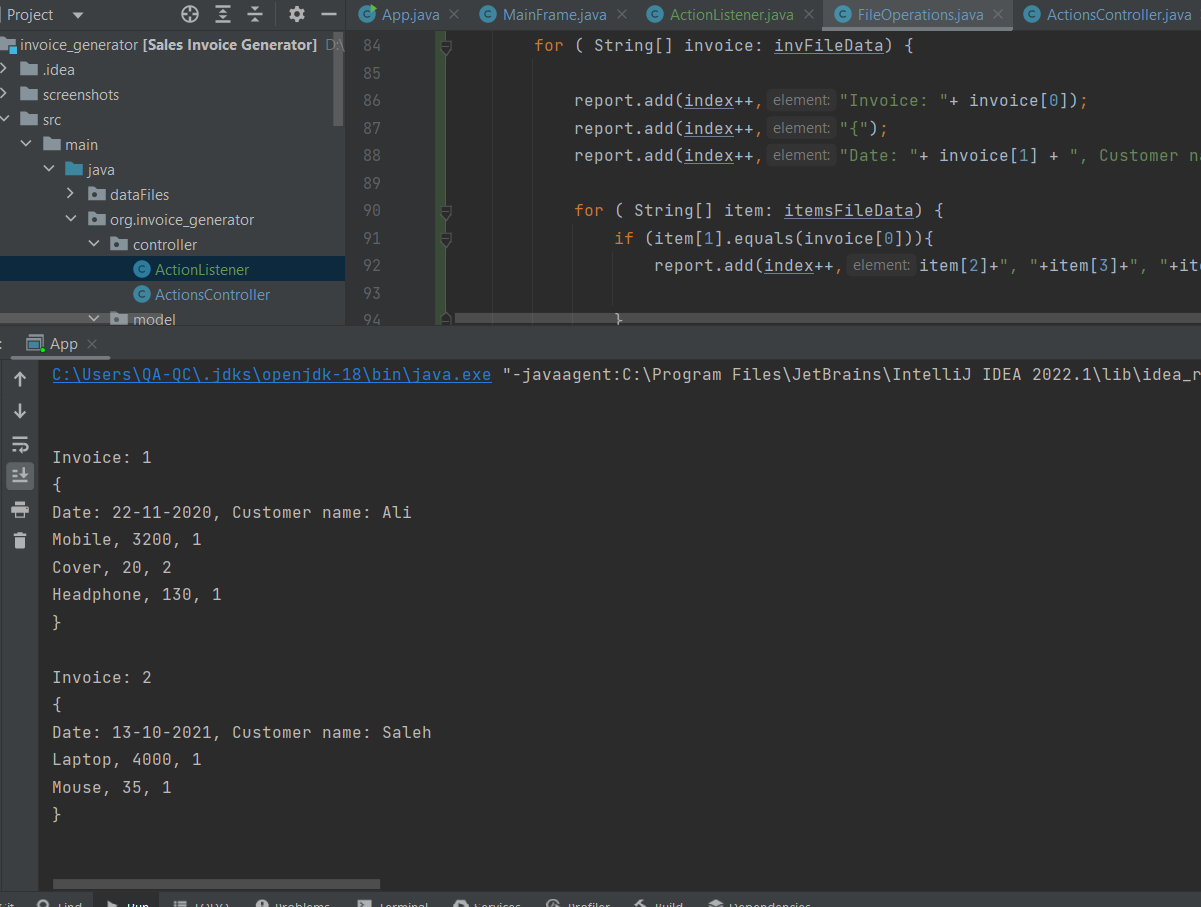 Project
App.java
MainFrame.java
ActionListener.java
FileOperations.java
ActionsController.java
invoice_generator [Sales Invoice Generator] D:\
.idea
screenshots
src
main
java
dataFiles
org.invoice_generator
controller
ActionListener
ActionsController
model
84 for ( String[] invoice: invFileData) {
85
86 report.add(index++, element: "Invoice: "+ invoice[0]);
87 report.add(index++, element: "{");
88 report.add(index++, element: "Date: "+ invoice[1] + ", Customer na
89
90 for ( String[] item: itemsFileData) {
91 if (item[1].equals(invoice[0])){
92 report.add(index++, element: item[2]+", "+item[3]+", "+ite
93
94 }
: App
C:\Users\QA-QC\.jdks\openjdk-18\bin\java.exe "-javaagent:C:\Program Files\JetBrains\IntelliJ IDEA 2022.1\lib\idea_r
Invoice: 1
{
Date: 22-11-2020, Customer name: Ali
Mobile, 3200, 1
Cover, 20, 2
Headphone, 130, 1
}
Invoice: 2
{
Date: 13-10-2021, Customer name: Saleh
Laptop, 4000, 1
Mouse, 35, 1
}
Git Find Run TODO Problems Terminal Services Profiler Build Dependencies